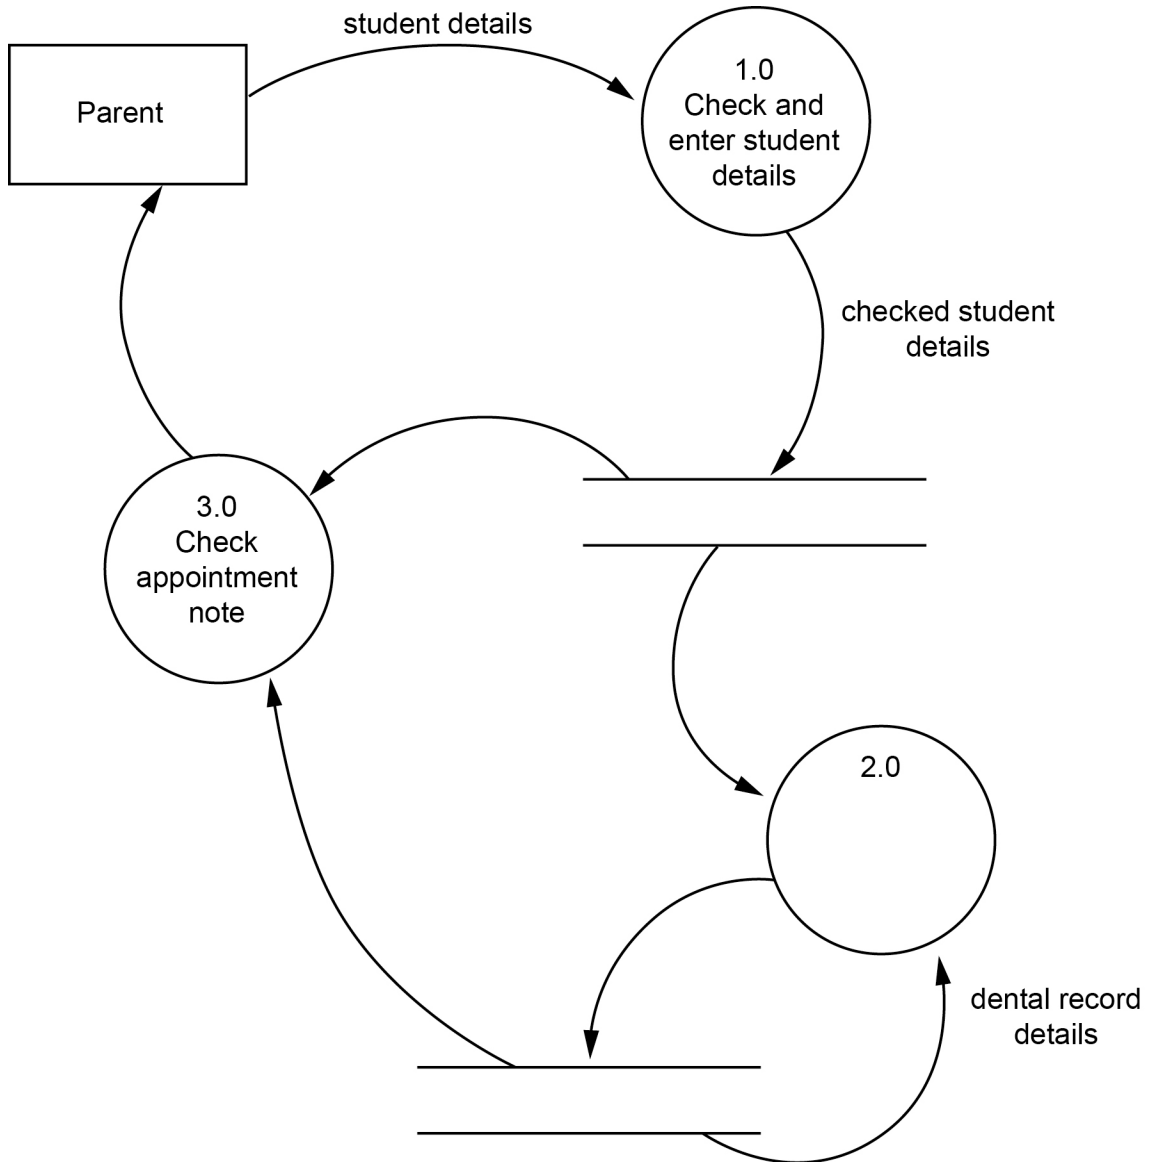 student details
Parent
1.0
Check and
enter student
details
checked student
details
3.0
Check
appointment
note
2.0
dental record
details